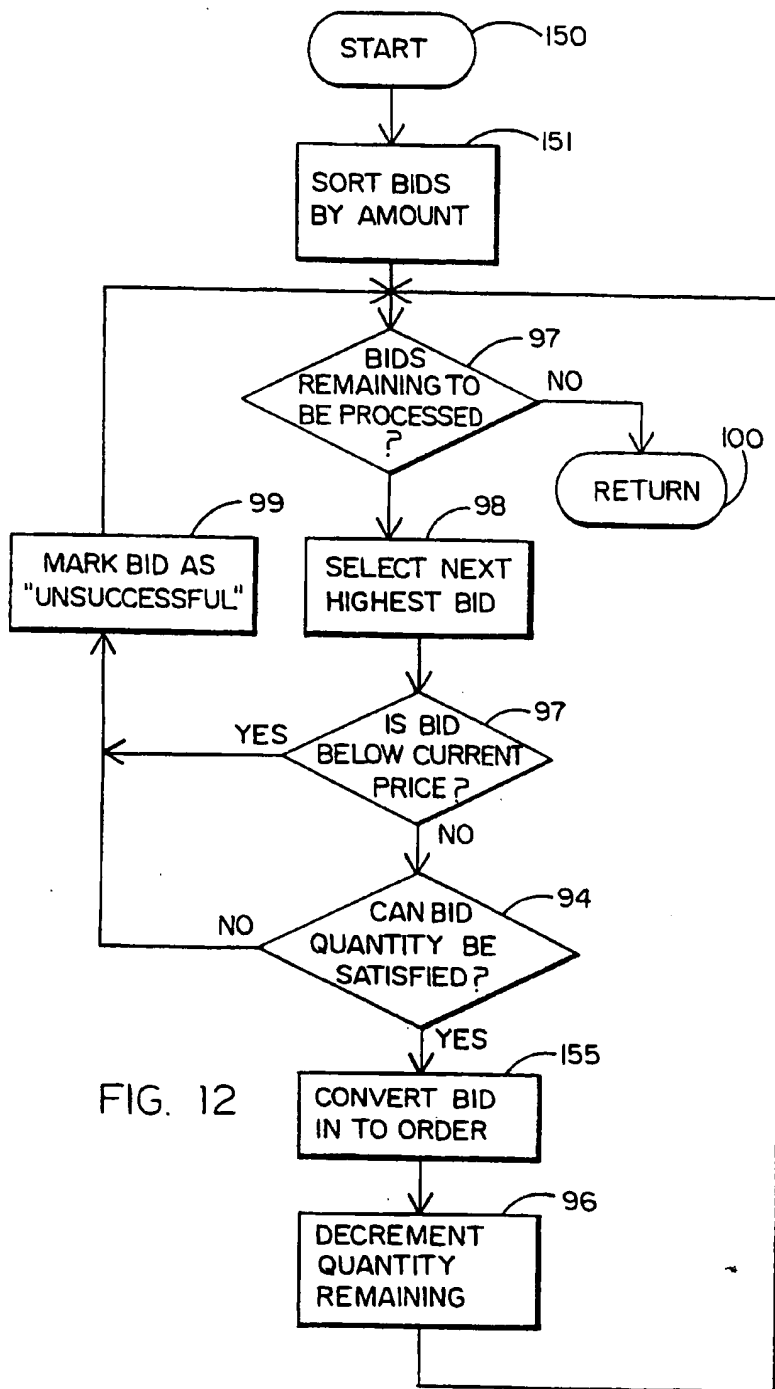 START
150
151
SORT BIDS
BY AMOUNT
97
BIDS
REMAINING TO
BE PROCESSED
?
NO
100
RETURN
99
MARK BID AS
"UNSUCCESSFUL"
98
SELECT NEXT
HIGHEST BID
97
YES
IS BID
BELOW CURRENT
PRICE?
NO
94
NO
CAN BID
QUANTITY BE
SATISFIED?
YES
155
CONVERT BID
IN TO ORDER
FIG. 12
96
DECREMENT
QUANTITY
REMAINING